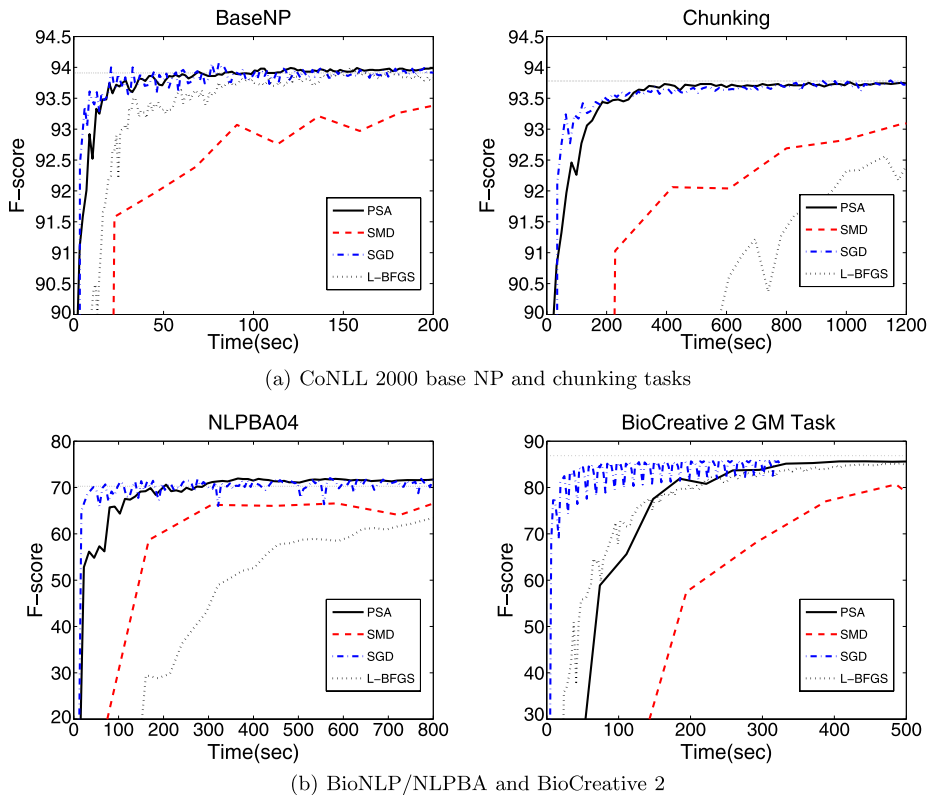 BaseNP
94.5
94
93.5
93
92.5
92
91.5
91
90.5
90
F-score
0 50 100 150 200
Time(sec)
PSA
SMD
SGD
L-BFGS
Chunking
94.5
94
93.5
93
92.5
92
91.5
91
90.5
90
F-score
0 200 400 600 800 1000 1200
Time(sec)
PSA
SMD
SGD
L-BFGS
(a) CoNLL 2000 base NP and chunking tasks
NLPBA04
80
70
60
50
40
30
20
F-score
0 100 200 300 400 500 600 700 800
Time(sec)
PSA
SMD
SGD
L-BFGS
BioCreative 2 GM Task
90
80
70
60
50
40
30
F-score
0 100 200 300 400 500
Time(sec)
PSA
SMD
SGD
L-BFGS
(b) BioNLP/NLPBA and BioCreative 2